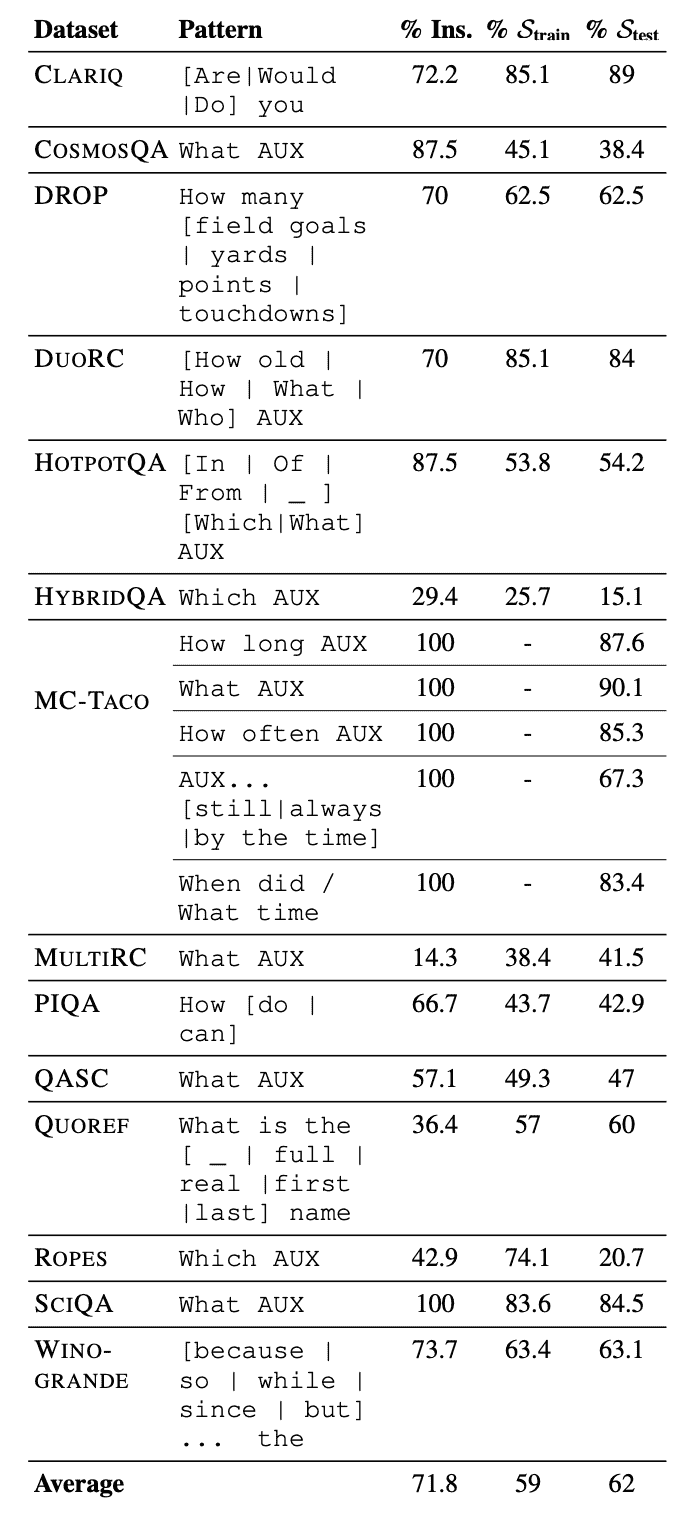 Dataset Pattern % Ins. % 𝒮train % 𝒮test
CLARIQ [Are|Would 72.2 85.1 89
|Do] you
COSMOSQA What AUX 87.5 45.1 38.4
DROP How many 70 62.5 62.5
[field goals
| yards |
points |
touchdowns]
DUORC [How old | 70 85.1 84
How | What |
Who] AUX
HOTPOTQA [In | Of | 87.5 53.8 54.2
From | _ ]
[Which|What]
AUX
HYBRIDQA Which AUX 29.4 25.7 15.1
How long AUX 100 - 87.6
MC-TACO What AUX 100 - 90.1
How often AUX 100 - 85.3
AUX... 100 - 67.3
[still|always
|by the time]
When did / 100 - 83.4
What time
MULTIRC What AUX 14.3 38.4 41.5
PIQA How [do | 66.7 43.7 42.9
can]
QASC What AUX 57.1 49.3 47
QUOREF What is the 36.4 57 60
[ _ | full |
real |first
|last] name
ROPES Which AUX 42.9 74.1 20.7
SCIQA What AUX 100 83.6 84.5
WINO- [because | 73.7 63.4 63.1
GRANDE so | while |
since | but]
... the
Average 71.8 59 62